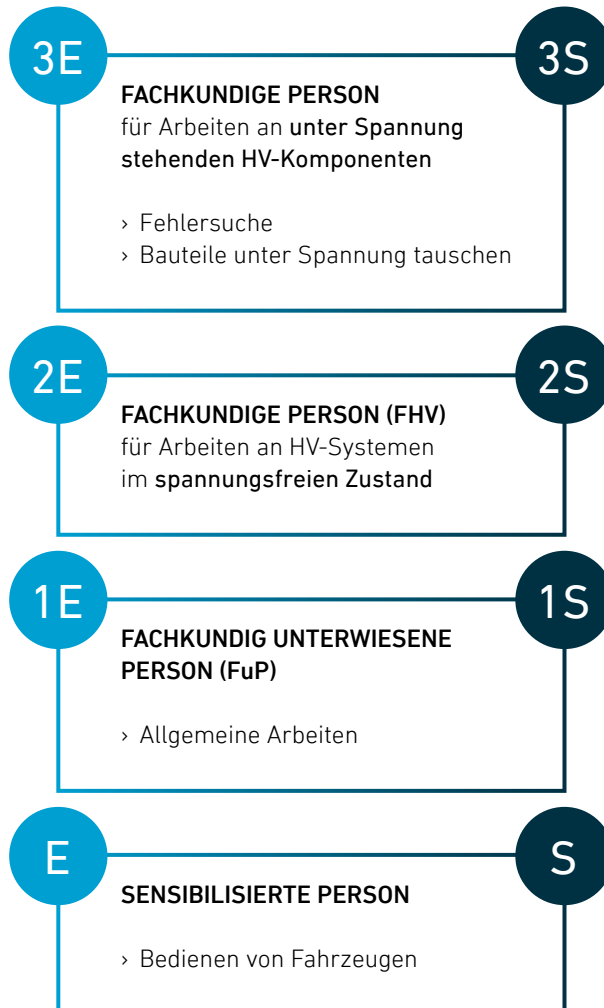 3E
3S
FACHKUNDIGE PERSON
für Arbeiten an unter Spannung
stehenden HV-Komponenten
› Fehlersuche
› Bauteile unter Spannung tauschen
2E
2S
FACHKUNDIGE PERSON (FHV)
für Arbeiten an HV-Systemen
im spannungsfreien Zustand
1E
1S
FACHKUNDIG UNTERWIESENE
PERSON (FuP)
› Allgemeine Arbeiten
E
S
SENSIBILISIERTE PERSON
› Bedienen von Fahrzeugen